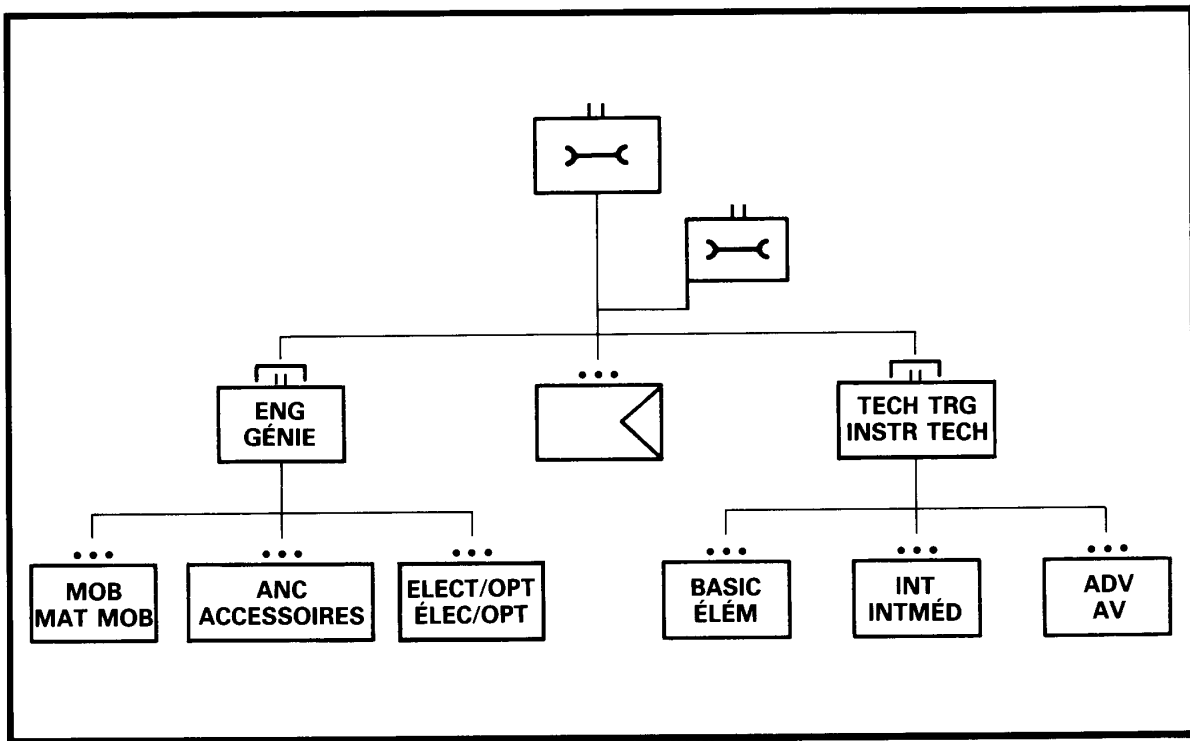 ENG
GÉNIE
TECH TRG
INSTR TECH
MOB
MAT MOB
ANC
ACCESSOIRES
ELECT/OPT
ÉLEC/OPT
BASIC
ÉLÉM
INT
INTMÉD
ADV
AV